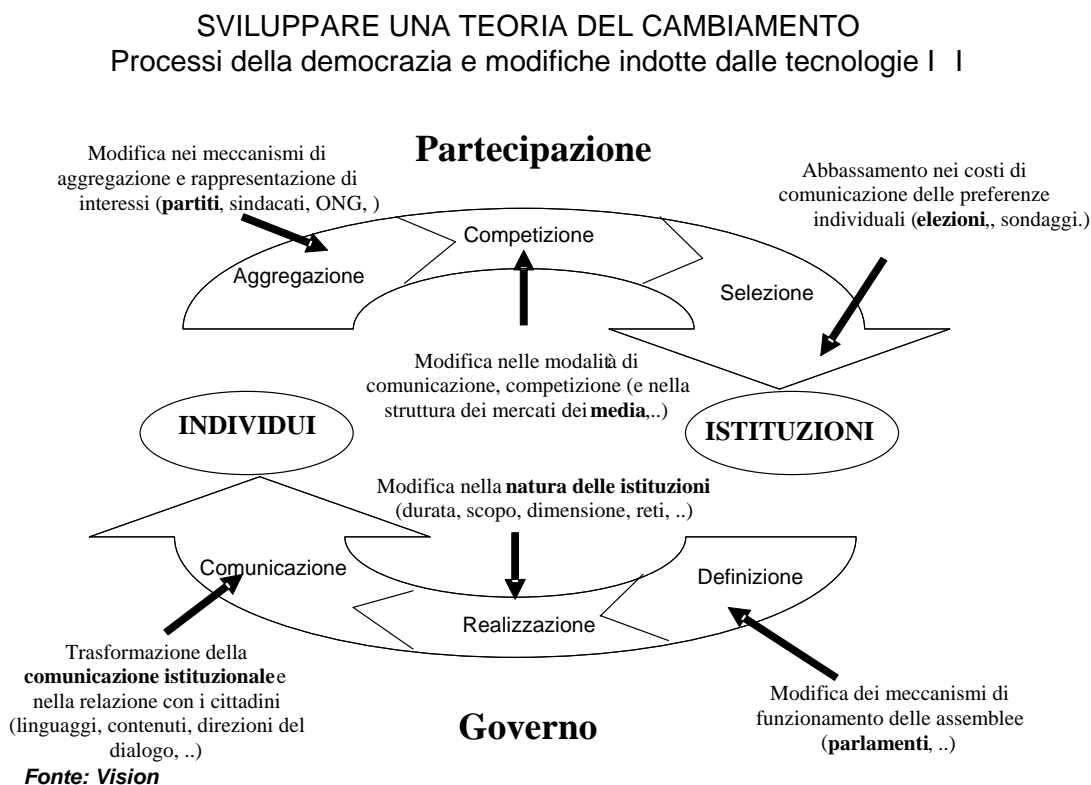 SVILUPPARE UNA TEORIA DEL CAMBIAMENTO
Processi della democrazia e modifiche indotte dalle tecnologie I I
Partecipazione
Modifica nei meccanismi di
aggregazione e rappresentazione di
interessi (partiti, sindacati, ONG, )
Abbassamento nei costi di
comunicazione delle preferenze
individuali (elezioni,, sondaggi.)
Aggregazione
Competizione
Selezione
Modifica nelle modalità di
comunicazione, competizione (e nella
struttura dei mercati dei media,..)
INDIVIDUI
ISTITUZIONI
Modifica nella natura delle istituzioni
(durata, scopo, dimensione, reti, ..)
Comunicazione
Realizzazione
Definizione
Trasformazione della
comunicazione istituzionale e
nella relazione con i cittadini
(linguaggi, contenuti, direzioni del
dialogo, ..)
Governo
Modifica dei meccanismi di
funzionamento delle assemblee
(parlamenti, ..)
Fonte: Vision